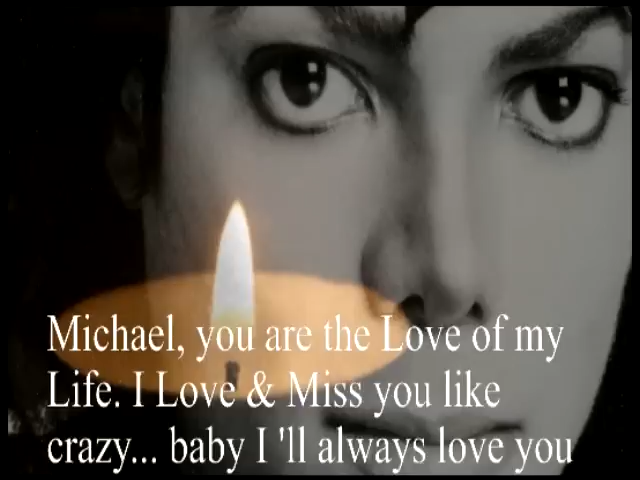 Michael, you are the Love of my
Life. I Love & Miss you like
crazy... baby I 'll always love you